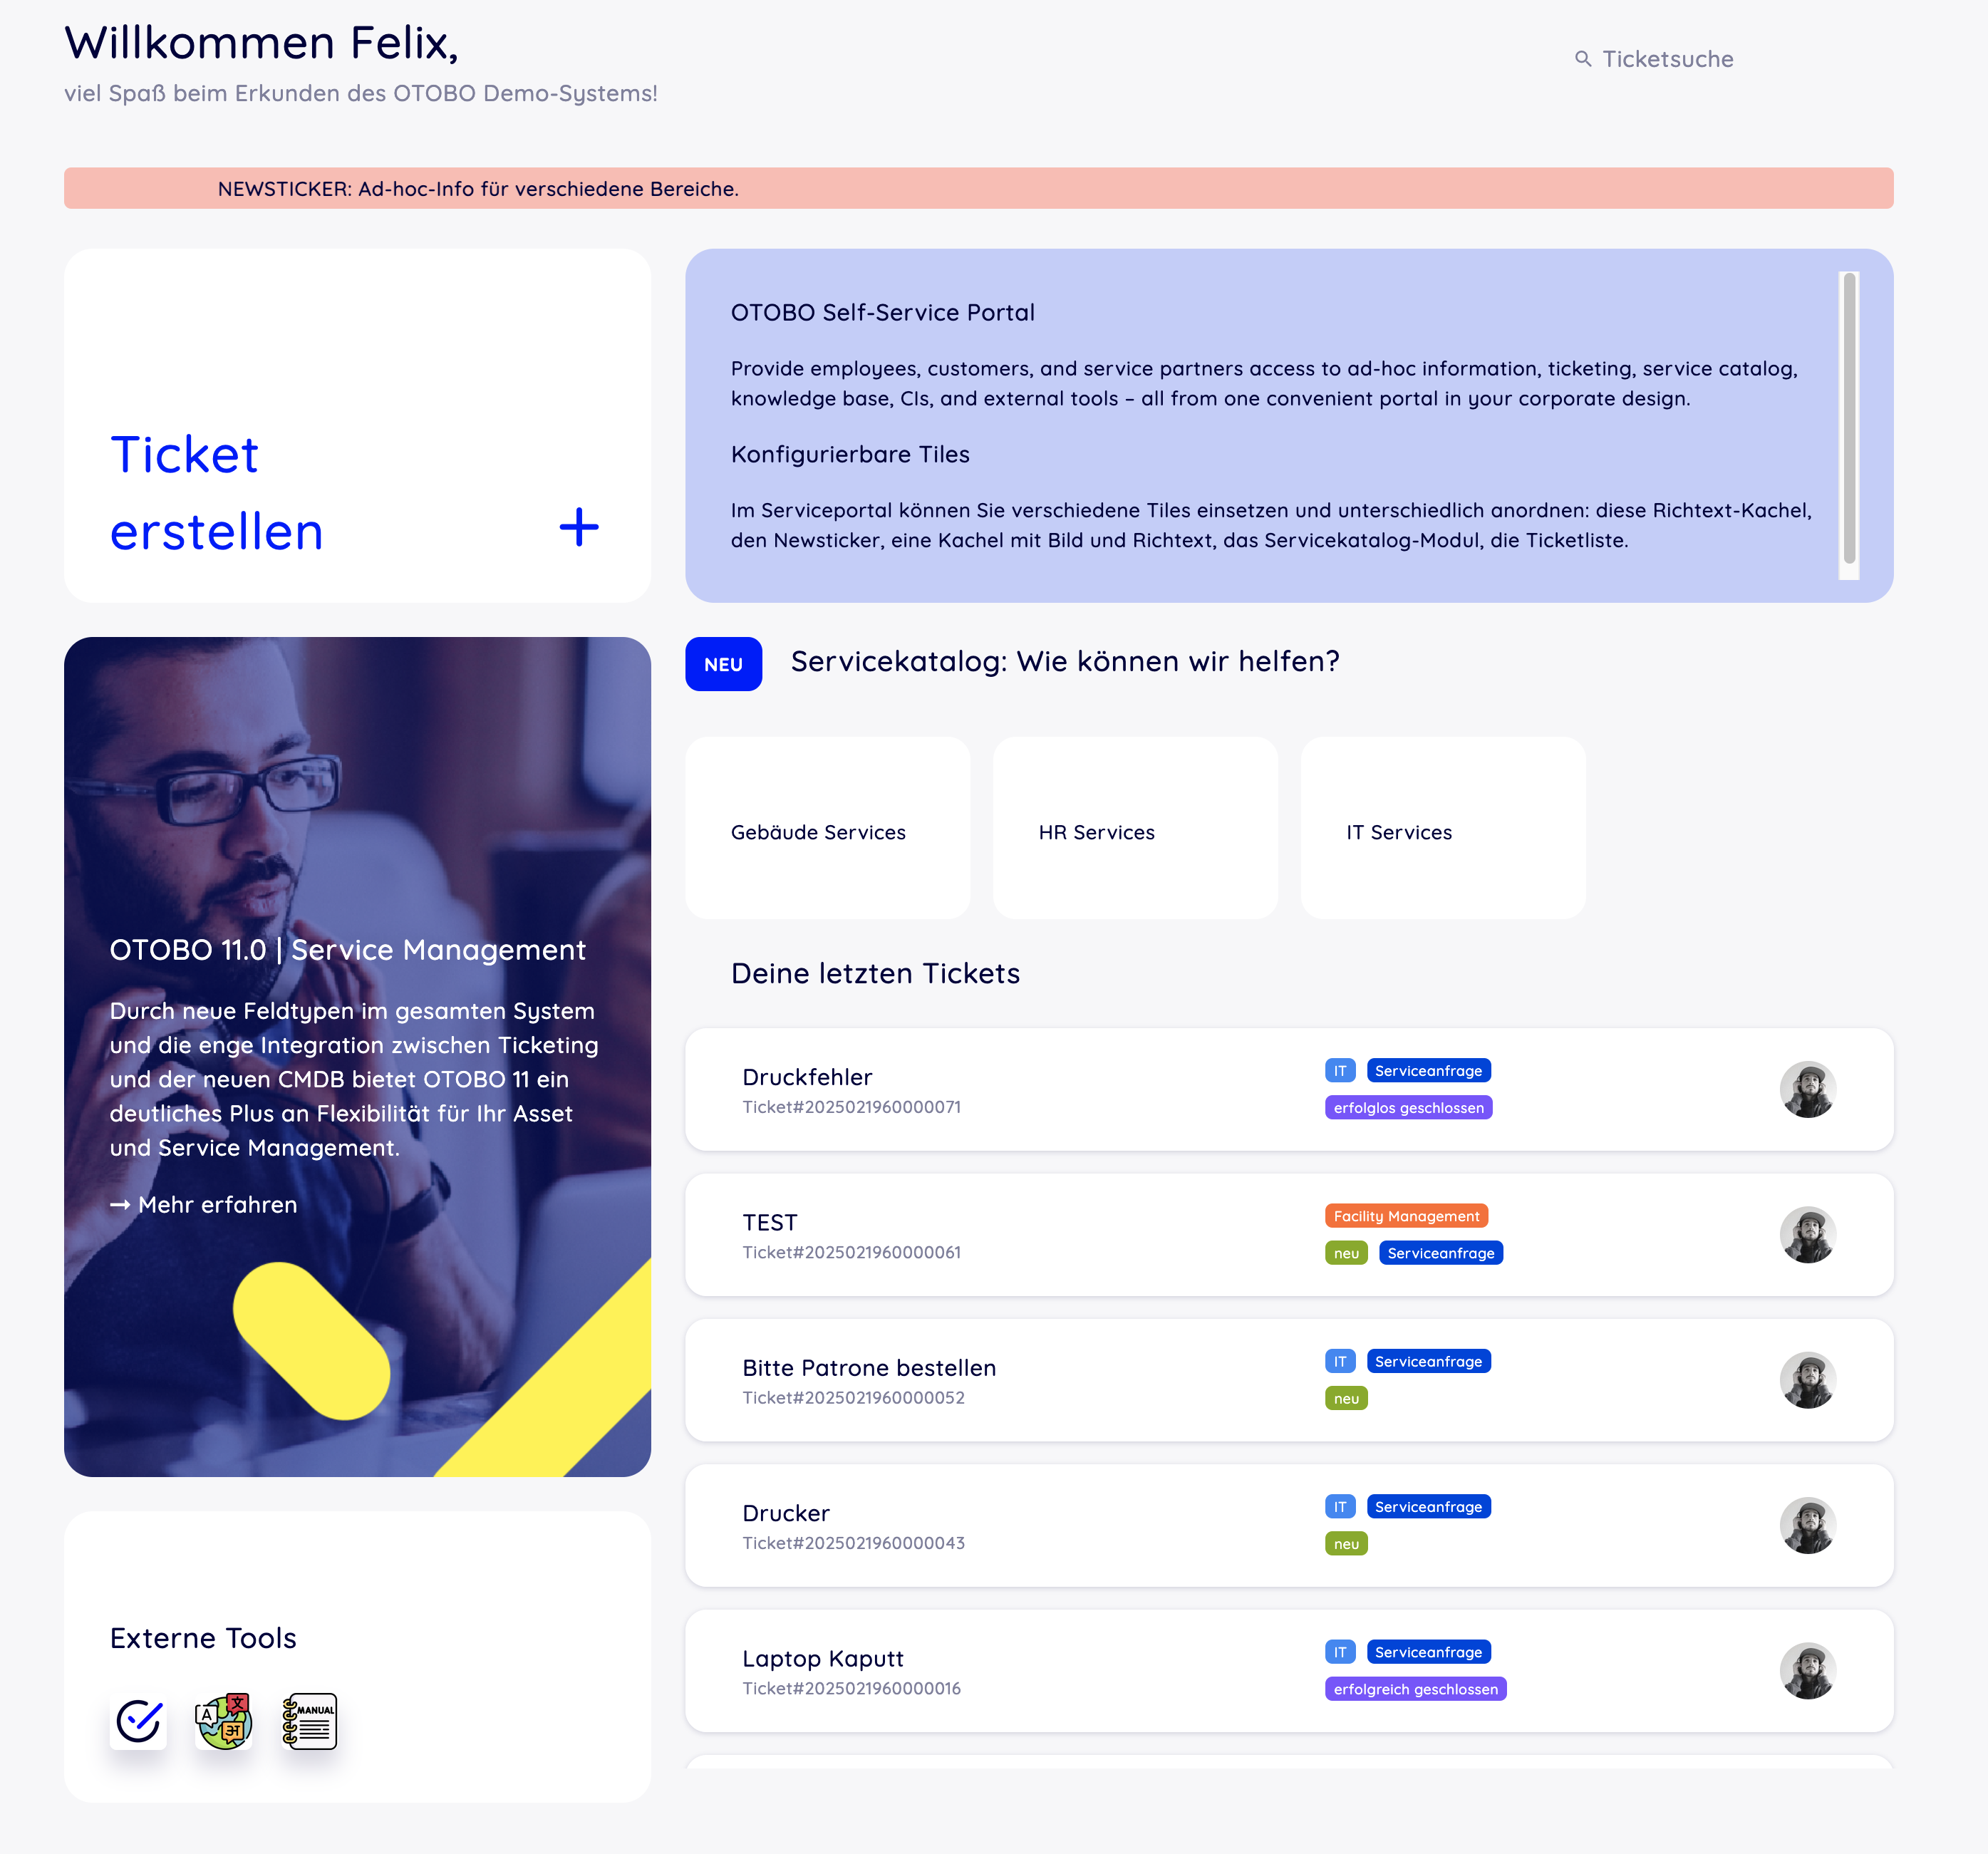 Willkommen Felix,
viel Spaß beim Erkunden des OTOBO Demo-Systems!
Ticketsuche
NEWSTICKER: Ad-hoc-Info für verschiedene Bereiche.
Ticket
erstellen
OTOBO Self-Service Portal
Provide employees, customers, and service partners access to ad-hoc information, ticketing, service catalog,
knowledge base, CIs, and external tools – all from one convenient portal in your corporate design.
Konfigurierbare Tiles
Im Serviceportal können Sie verschiedene Tiles einsetzen und unterschiedlich anordnen: diese Richtext-Kachel,
den Newsticker, eine Kachel mit Bild und Richtext, das Servicekatalog-Modul, die Ticketliste.
OTOBO 11.0 | Service Management
Durch neue Feldtypen im gesamten System
und die enge Integration zwischen Ticketing
und der neuen CMDB bietet OTOBO 11 ein
deutliches Plus an Flexibilität für Ihr Asset
und Service Management.
→ Mehr erfahren
NEU Servicekatalog: Wie können wir helfen?
Gebäude Services
HR Services
IT Services
Deine letzten Tickets
Druckfehler
Ticket#2025021960000071
IT Serviceanfrage
erfolglos geschlossen
TEST
Ticket#2025021960000061
Facility Management
neu Serviceanfrage
Bitte Patrone bestellen
Ticket#2025021960000052
IT Serviceanfrage
neu
Drucker
Ticket#2025021960000043
IT Serviceanfrage
neu
Laptop Kaputt
Ticket#2025021960000016
IT Serviceanfrage
erfolgreich geschlossen
Externe Tools
A 文 अ
MANUAL